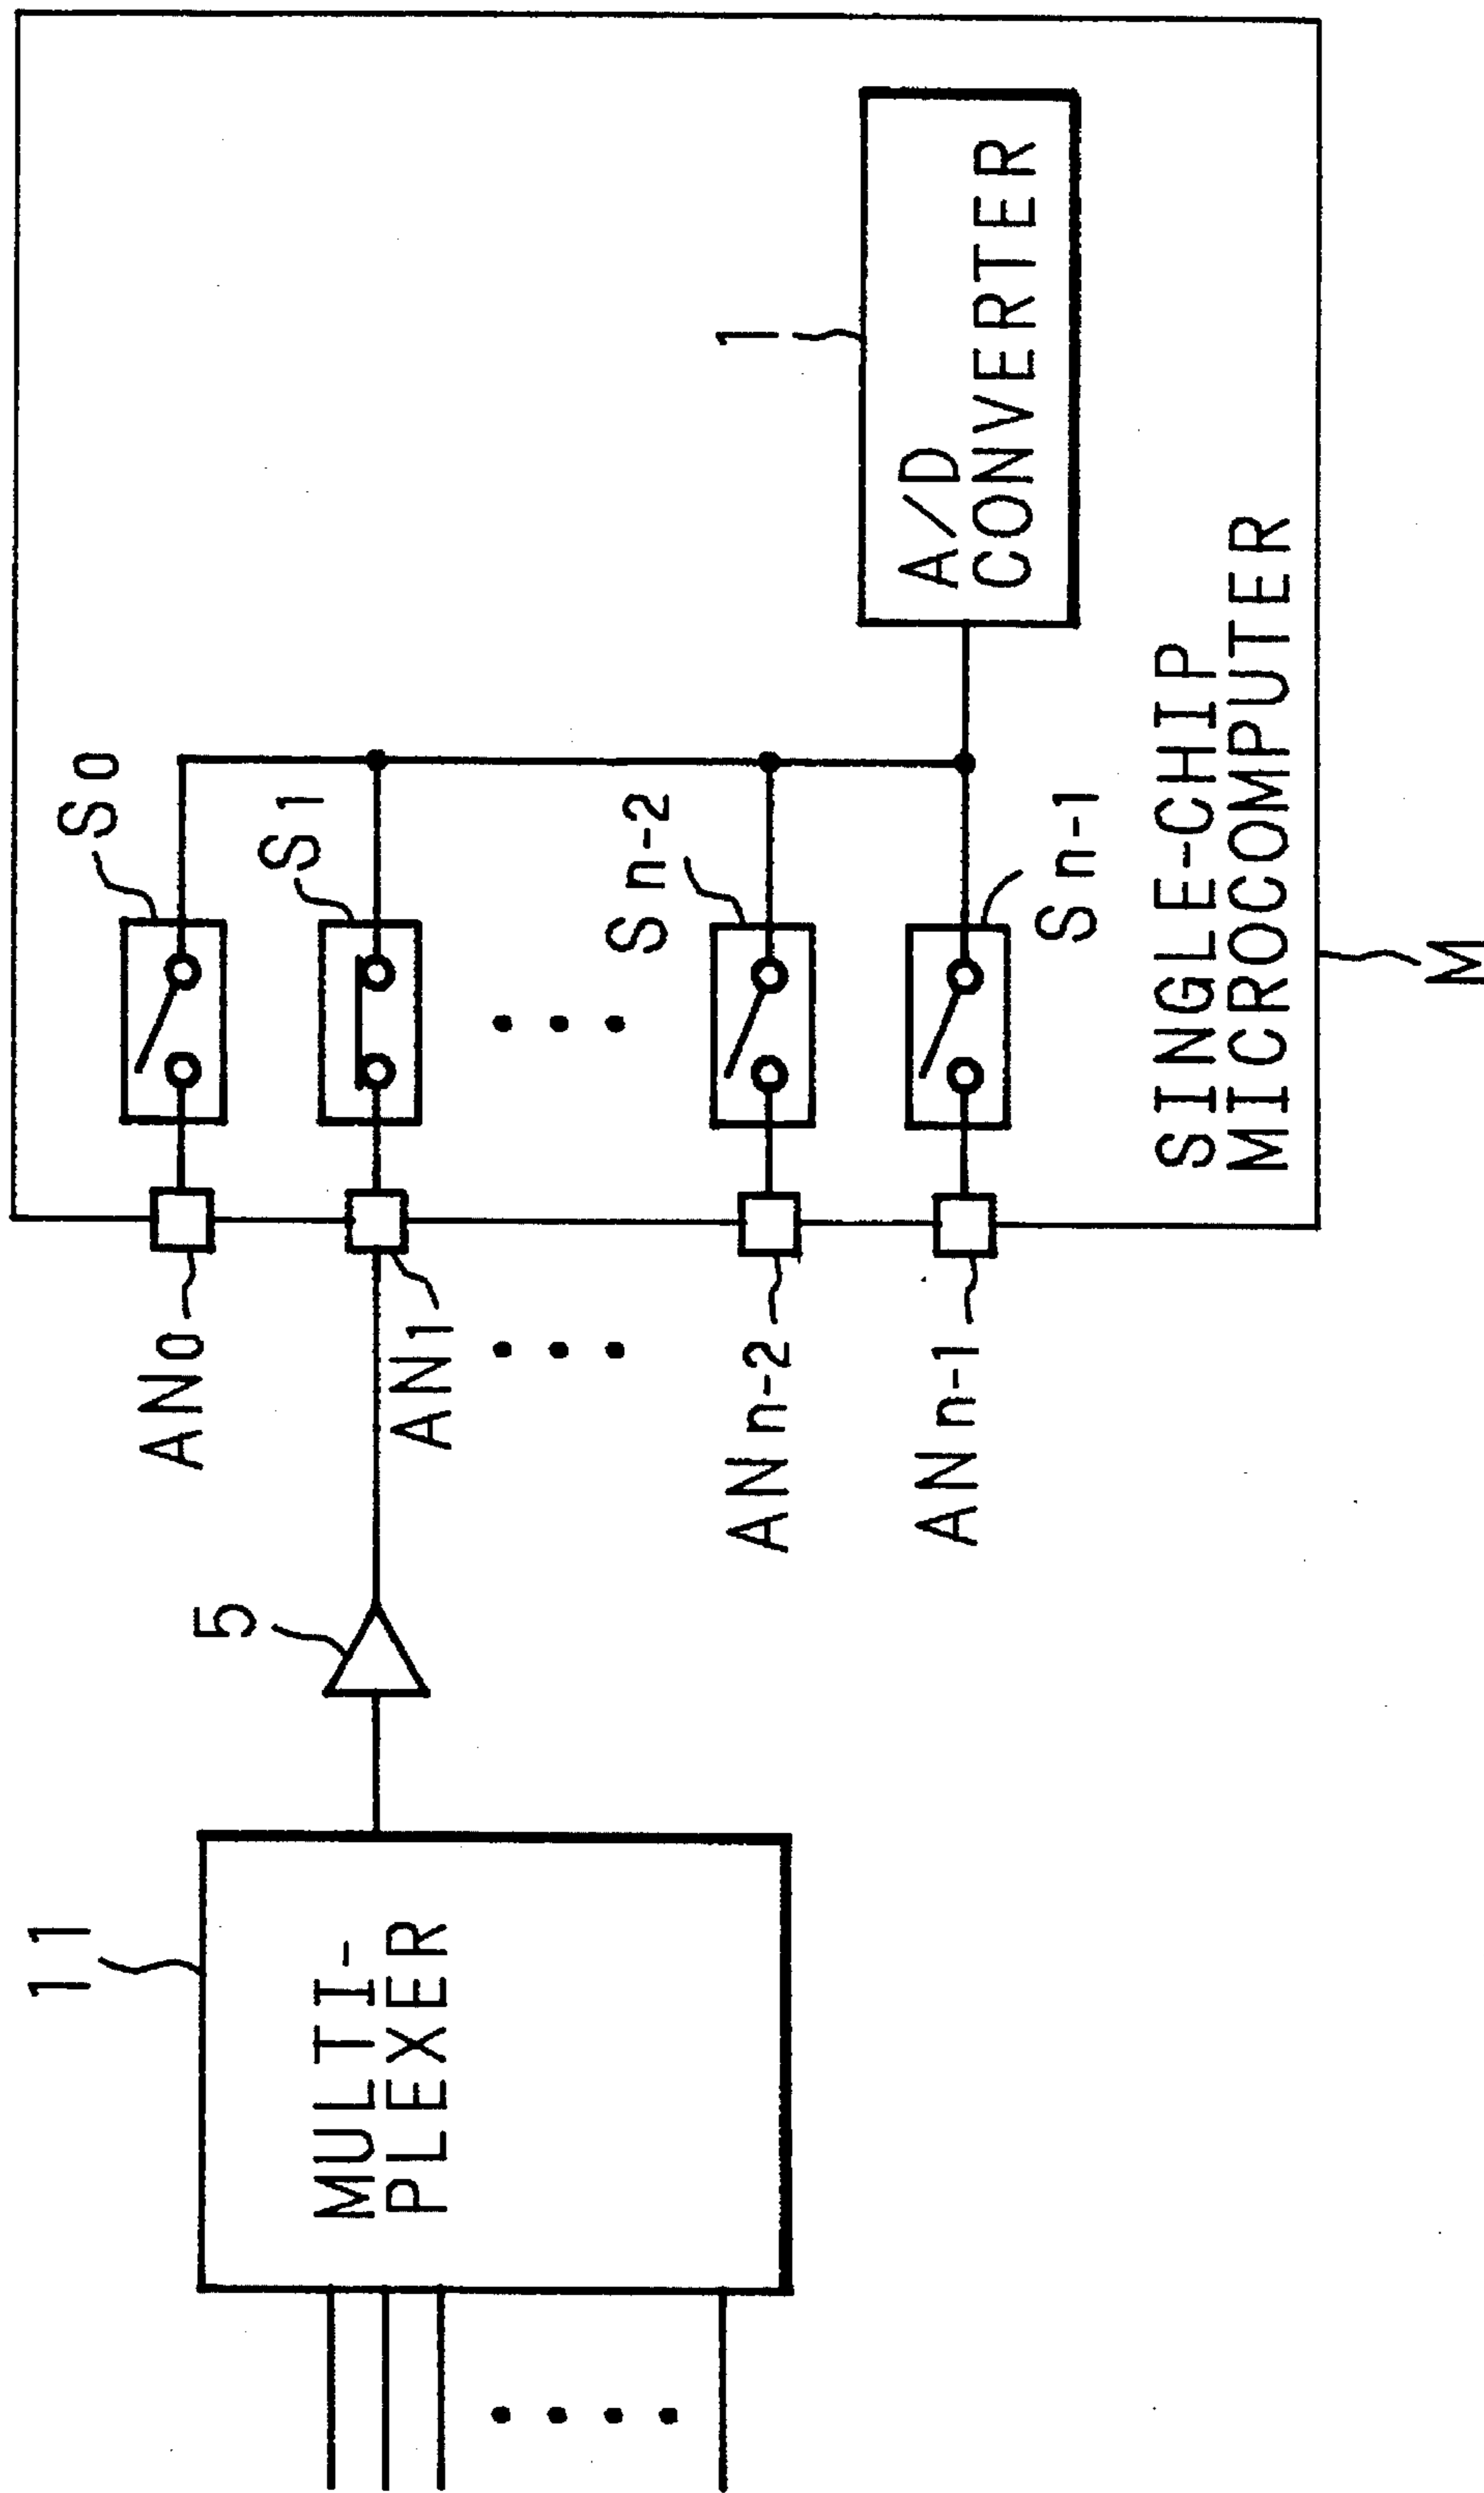 11
MULTI-
PLEXER
5
AN0
AN1
ANn-2
ANn-1
S0
S1
Sn-2
Sn-1
1
A/D
CONVERTER
SINGLE-CHIP
MICROCOMPUTER
M